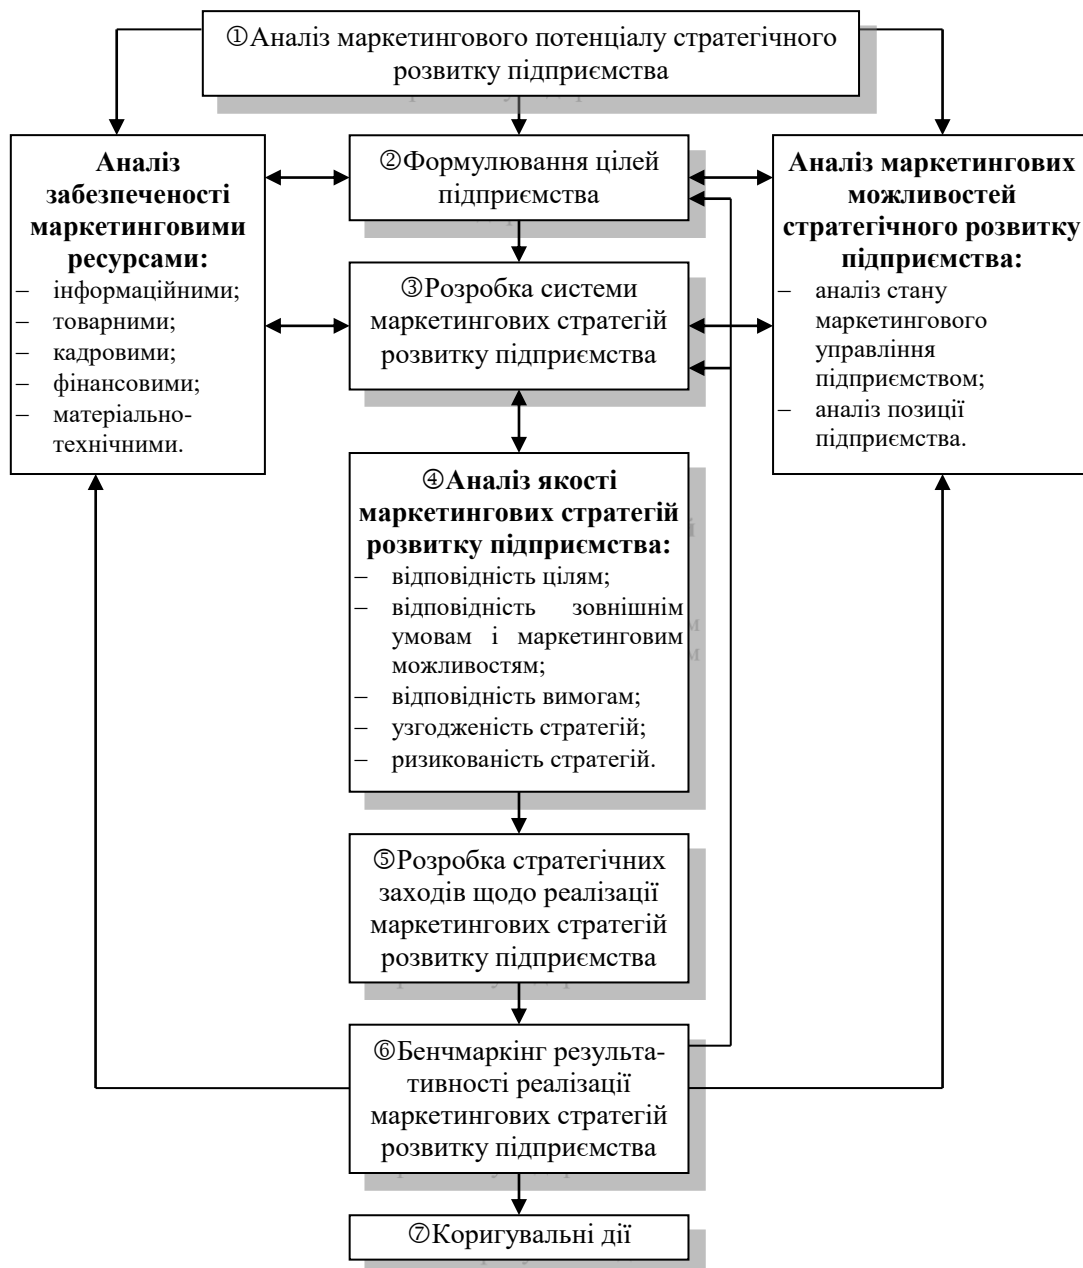 ①Аналіз маркетингового потенціалу стратегічного
розвитку підприємства
Аналіз
забезпеченості
маркетинговими
ресурсами:
– інформаційними;
– товарними;
– кадровими;
– фінансовими;
– матеріально-
технічними.
②Формулювання цілей
підприємства
③Розробка системи
маркетингових стратегій
розвитку підприємства
④Аналіз якості
маркетингових стратегій
розвитку підприємства:
– відповідність цілям;
– відповідність зовнішнім
умовам і маркетинговим
можливостям;
– відповідність вимогам;
– узгодженість стратегій;
– ризикованість стратегій.
⑤Розробка стратегічних
заходів щодо реалізації
маркетингових стратегій
розвитку підприємства
⑥Бенчмаркінг результа-
тивності реалізації
маркетингових стратегій
розвитку підприємства
⑦Коригувальні дії
Аналіз маркетингових
можливостей
стратегічного розвитку
підприємства:
– аналіз стану
маркетингового
управління
підприємством;
– аналіз позиції
підприємства.